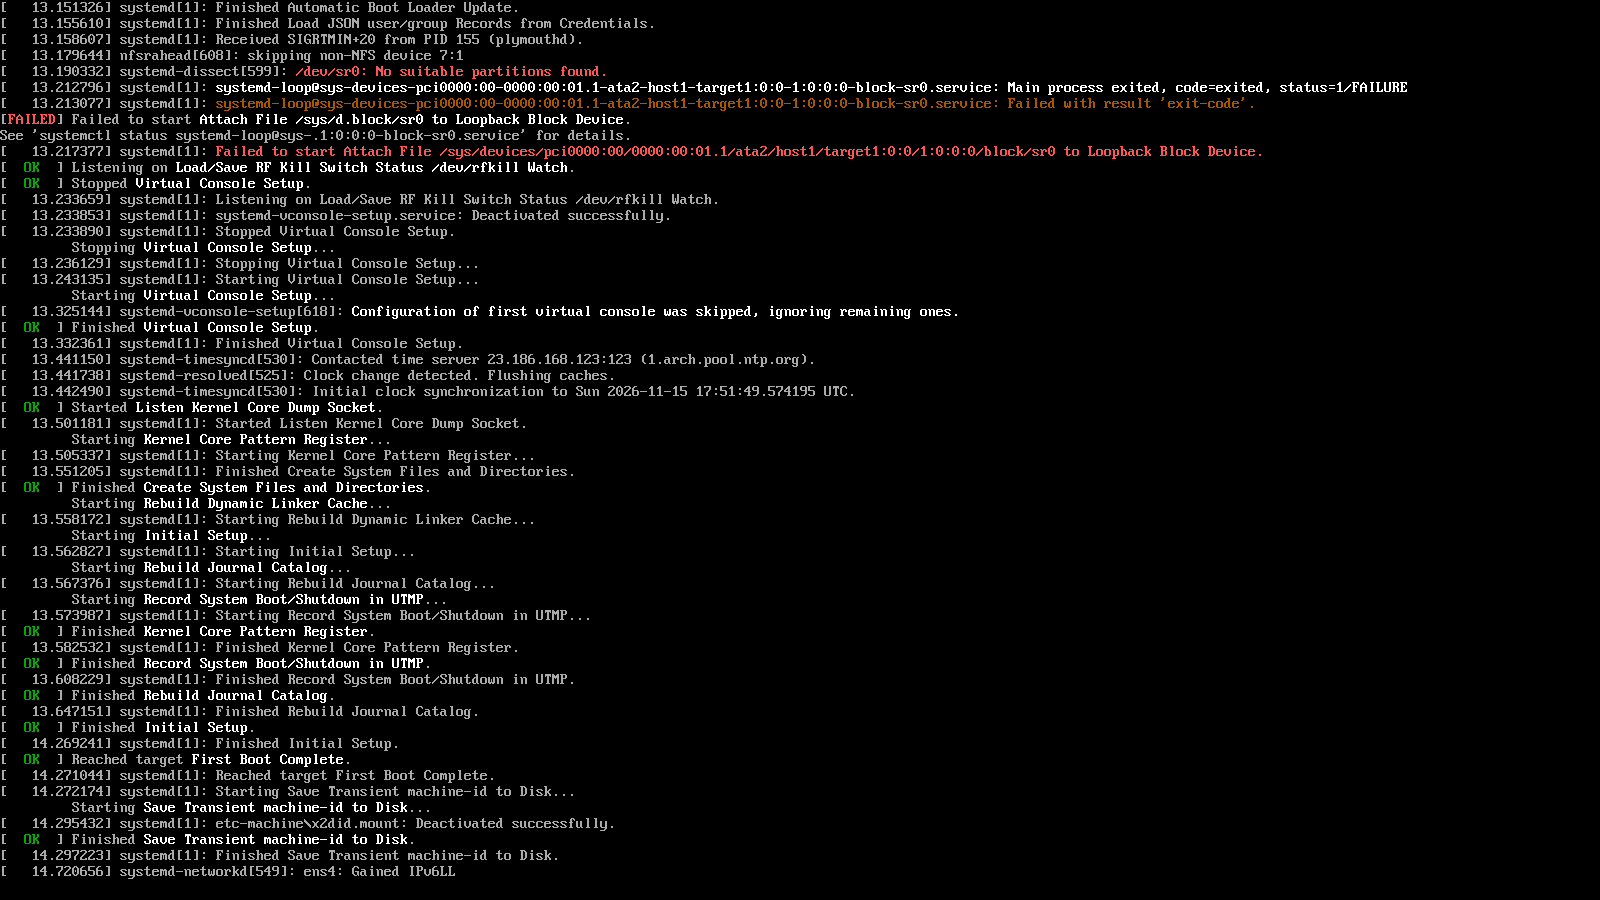 [   13.151326] systemd[1]: Finished Automatic Boot Loader Update.
[   13.155610] systemd[1]: Finished Load JSON user/group Records from Credentials.
[   13.158607] systemd[1]: Received SIGRTMIN+20 from PID 155 (plymouthd).
[   13.179644] nfsrahead[608]: skipping non-NFS device 7:1
[   13.190332] systemd-dissect[599]: /dev/sr0: No suitable partitions found.
[   13.212796] systemd-loop@sys-devices-pci0000:00-0000:00:01.1-ata2-host1-target1:0:0-1:0:0:0-block-sr0.service: Main process exited, code=exited, status=1/FAILURE
[   13.213077] systemd-loop@sys-devices-pci0000:00-0000:00:01.1-ata2-host1-target1:0:0-1:0:0:0-block-sr0.service: Failed with result 'exit-code'.
[FAILED] Failed to start Attach File /sys/d.block/sr0 to Loopback Block Device.
See 'systemctl status systemd-loop@sys-.1:0:0:0-block-sr0.service' for details.
[   13.217377] systemd[1]: Failed to start Attach File /sys/devices/pci0000:00/0000:00:01.1/ata2/host1/target1:0:0/1:0:0:0/block/sr0 to Loopback Block Device.
[  OK  ] Listening on Load/Save RF Kill Switch Status /dev/rfkill Watch.
[  OK  ] Stopped Virtual Console Setup.
[   13.233659] systemd[1]: Listening on Load/Save RF Kill Switch Status /dev/rfkill Watch.
[   13.233853] systemd[1]: systemd-vconsole-setup.service: Deactivated successfully.
[   13.233890] systemd[1]: Stopped Virtual Console Setup.
         Stopping Virtual Console Setup...
[   13.236129] systemd[1]: Stopping Virtual Console Setup...
[   13.243135] systemd[1]: Starting Virtual Console Setup...
         Starting Virtual Console Setup...
[   13.325144] systemd-vconsole-setup[618]: Configuration of first virtual console was skipped, ignoring remaining ones.
[  OK  ] Finished Virtual Console Setup.
[   13.332361] systemd[1]: Finished Virtual Console Setup.
[   13.441150] systemd-timesyncd[530]: Contacted time server 23.186.168.123:123 (1.arch.pool.ntp.org).
[   13.441738] systemd-resolved[525]: Clock change detected. Flushing caches.
[   13.442490] systemd-timesyncd[530]: Initial clock synchronization to Sun 2026-11-15 17:51:49.574195 UTC.
[  OK  ] Started Listen Kernel Core Dump Socket.
[   13.501181] systemd[1]: Started Listen Kernel Core Dump Socket.
         Starting Kernel Core Pattern Register...
[   13.505337] systemd[1]: Starting Kernel Core Pattern Register...
[   13.551205] systemd[1]: Finished Create System Files and Directories.
[  OK  ] Finished Create System Files and Directories.
         Starting Rebuild Dynamic Linker Cache...
[   13.558172] systemd[1]: Starting Rebuild Dynamic Linker Cache...
         Starting Initial Setup...
[   13.562827] systemd[1]: Starting Initial Setup...
         Starting Rebuild Journal Catalog...
[   13.567376] systemd[1]: Starting Rebuild Journal Catalog...
         Starting Record System Boot/Shutdown in UTMP...
[   13.573987] systemd[1]: Starting Record System Boot/Shutdown in UTMP...
[  OK  ] Finished Kernel Core Pattern Register.
[   13.582532] systemd[1]: Finished Kernel Core Pattern Register.
[  OK  ] Finished Record System Boot/Shutdown in UTMP.
[   13.608229] systemd[1]: Finished Record System Boot/Shutdown in UTMP.
[  OK  ] Finished Rebuild Journal Catalog.
[   13.647151] systemd[1]: Finished Rebuild Journal Catalog.
[  OK  ] Finished Initial Setup.
[   14.269241] systemd[1]: Finished Initial Setup.
[  OK  ] Reached target First Boot Complete.
[   14.271044] systemd[1]: Reached target First Boot Complete.
[   14.272174] systemd[1]: Starting Save Transient machine-id to Disk...
         Starting Save Transient machine-id to Disk...
[   14.295432] systemd[1]: etc-machine\x2did.mount: Deactivated successfully.
[  OK  ] Finished Save Transient machine-id to Disk.
[   14.297223] systemd[1]: Finished Save Transient machine-id to Disk.
[   14.720656] systemd-networkd[549]: ens4: Gained IPv6LL